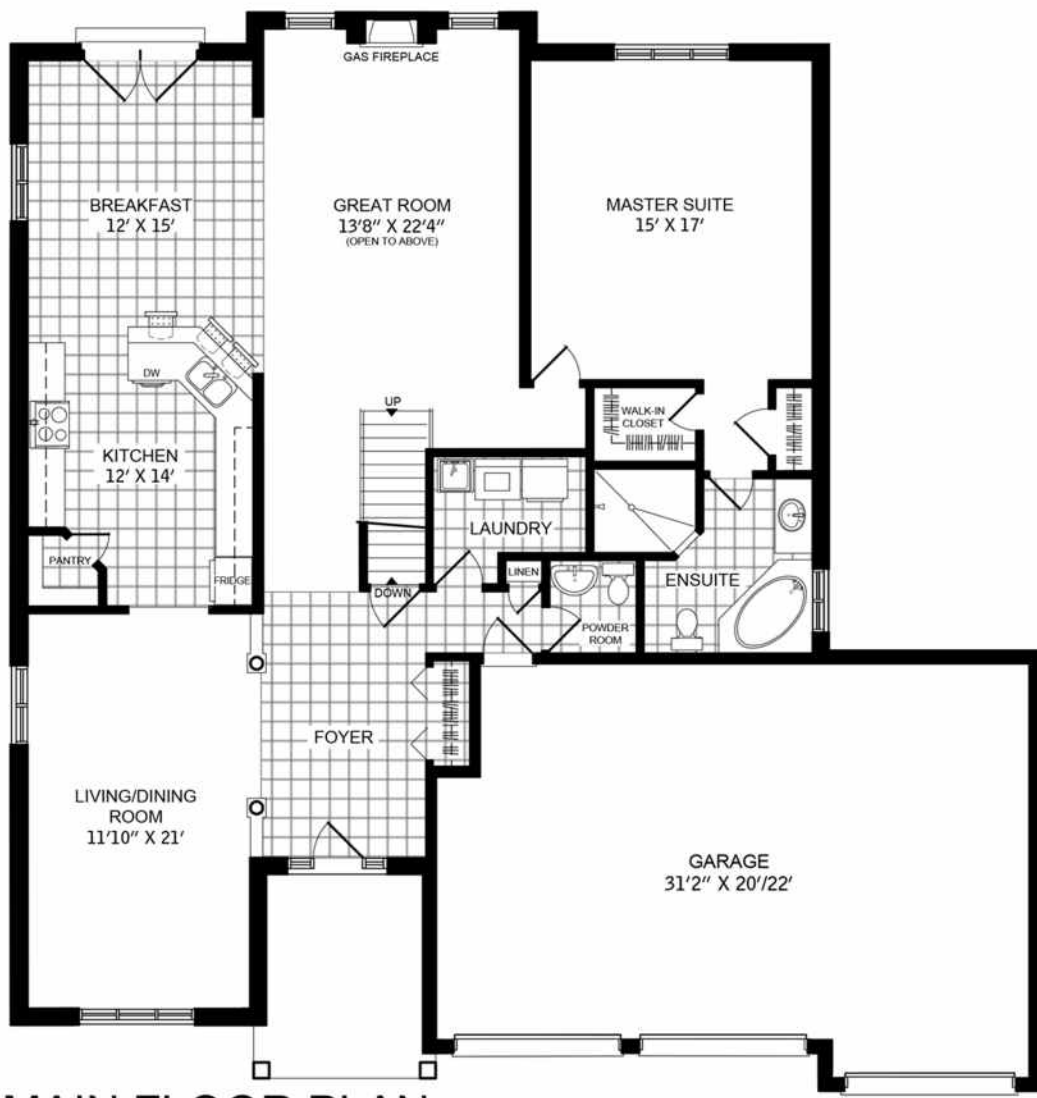 GAS FIREPLACE
BREAKFAST
12' X 15'
GREAT ROOM
13'8" X 22'4"
(OPEN TO ABOVE)
MASTER SUITE
15' X 17'
DW
UP
WALK-IN
CLOSET
KITCHEN
12' X 14'
LAUNDRY
PANTRY
FRIDGE
DOWN
LINEN
ENSUITE
POWDER
ROOM
FOYER
LIVING/DINING
ROOM
11'10" X 21'
GARAGE
31'2" X 20'/22'
MAIN FLOOR PLAN